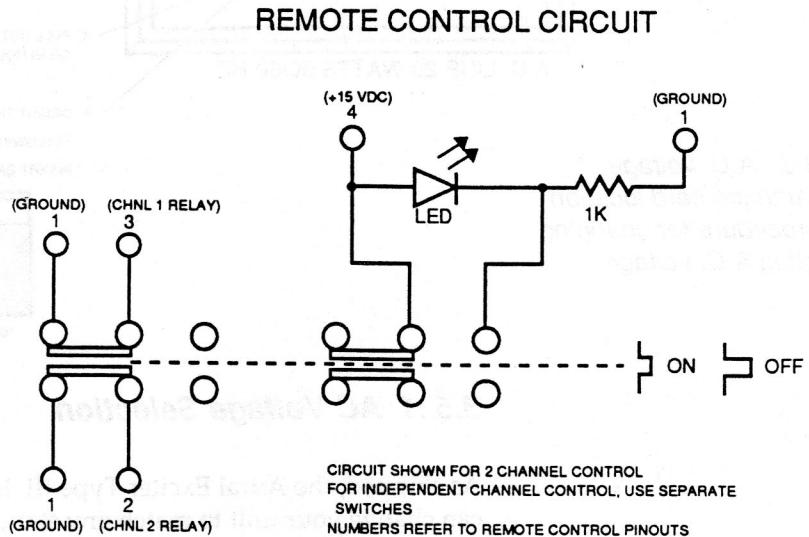 REMOTE CONTROL CIRCUIT
(+15 VDC)
4
(GROUND)
1
LED
1K
(GROUND)
1
(CHNL 1 RELAY)
3
ON
OFF
1
(GROUND)
2
(CHNL 2 RELAY)
CIRCUIT SHOWN FOR 2 CHANNEL CONTROL
FOR INDEPENDENT CHANNEL CONTROL, USE SEPARATE
SWITCHES
NUMBERS REFER TO REMOTE CONTROL PINOUTS